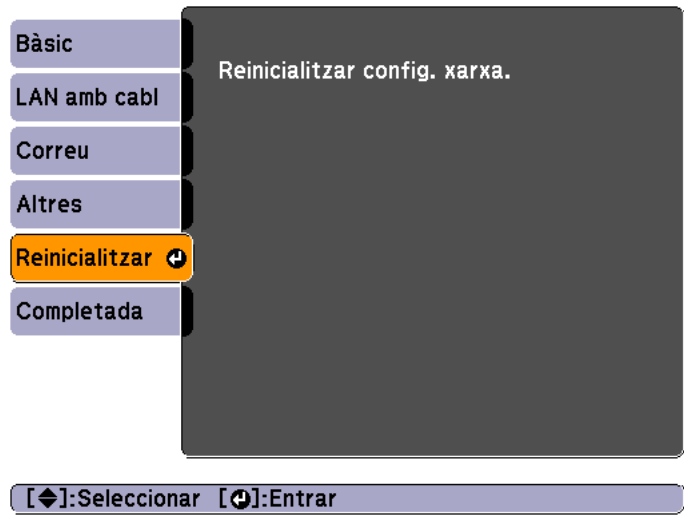 Bàsic
Reinicialitzar config. xarxa.
LAN amb cabl
Correu
Altres
Reinicialitzar
Completada
[◆]:Seleccionar [↵]:Entrar